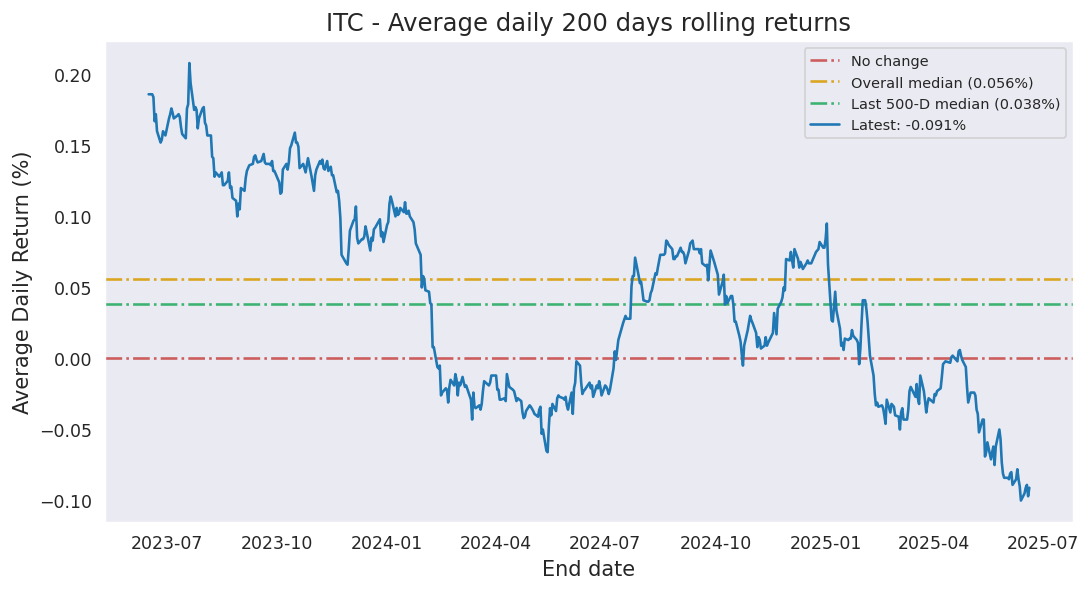 ITC - Average daily 200 days rolling returns
No change
Overall median (0.056%)
Last 500-D median (0.038%)
Latest: -0.091%
Average Daily Return (%)
0.20
0.15
0.10
0.05
0.00
−0.05
−0.10
2023-07 2023-10 2024-01 2024-04 2024-07 2024-10 2025-01 2025-04 2025-07
End date